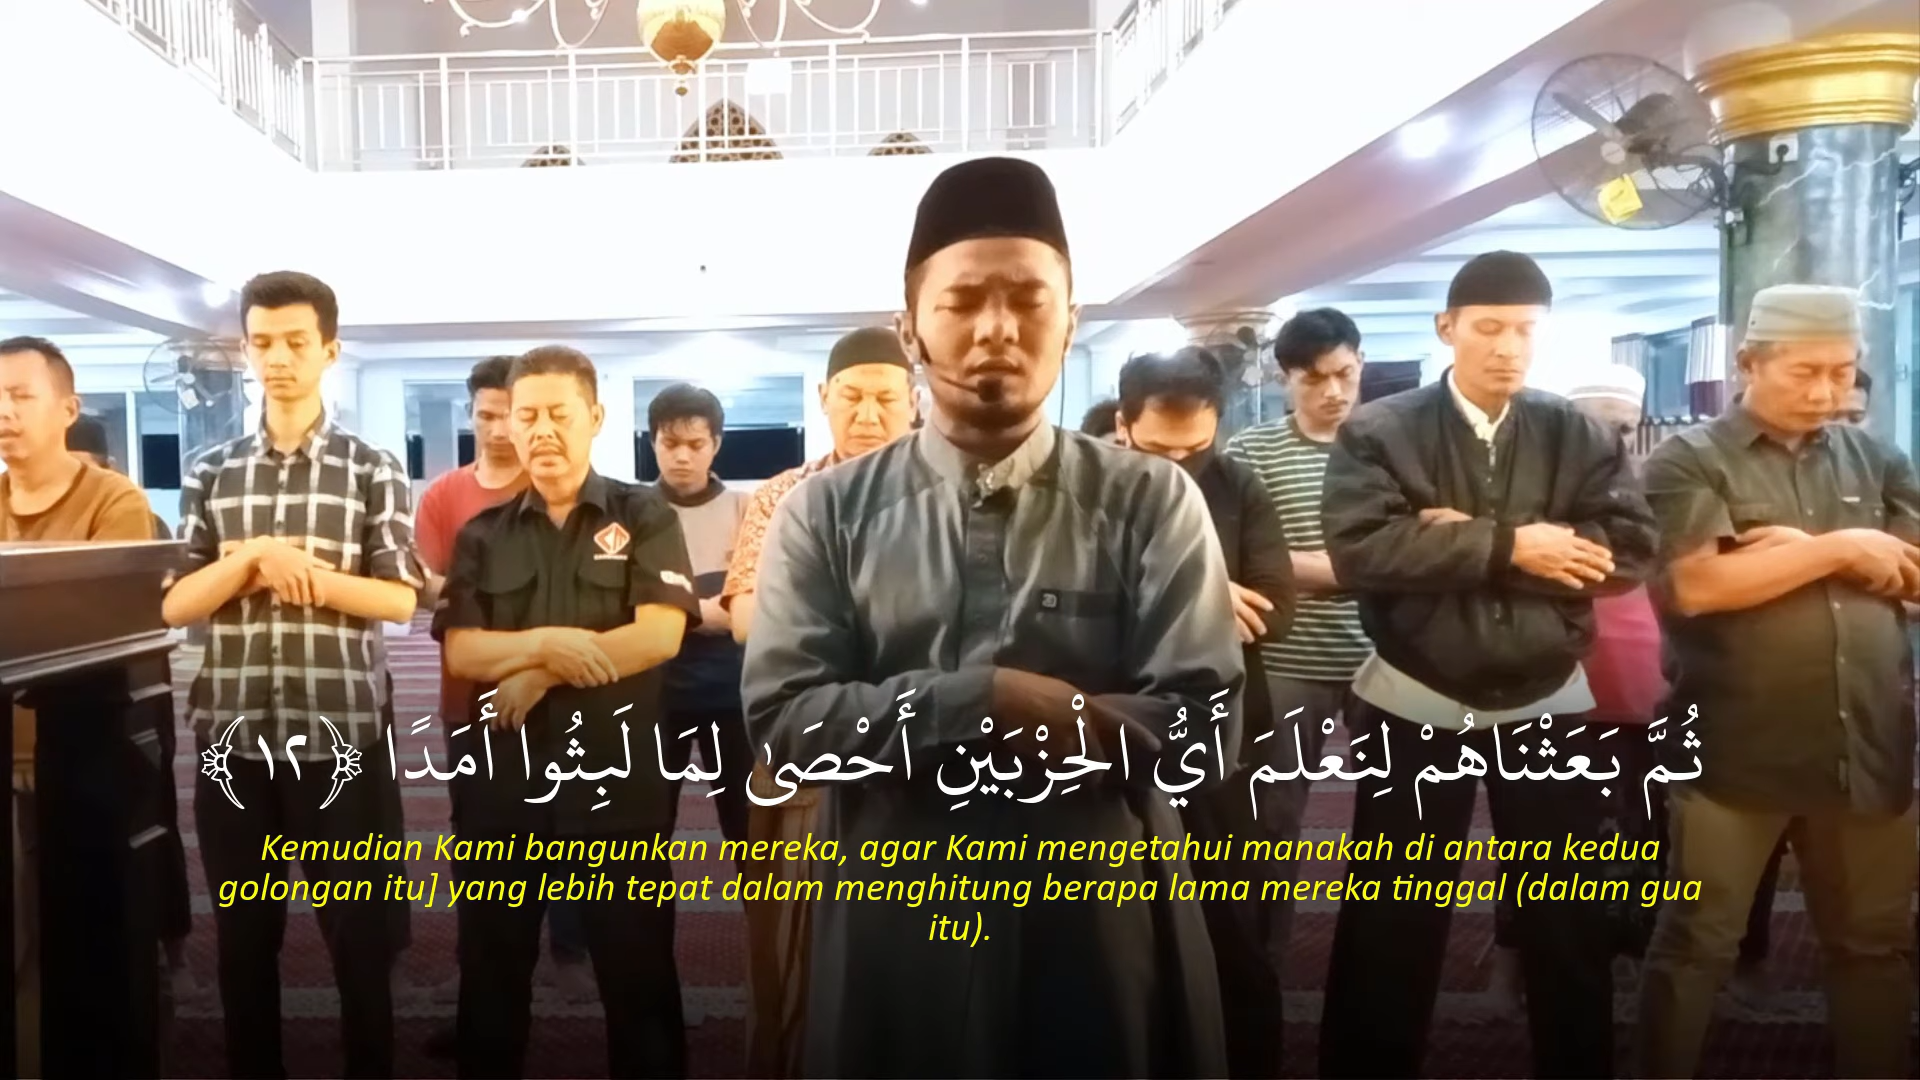 ثُمَّ بَعَثْنَاهُمْ لِنَعْلَمَ أَيُّ الْحِزْبَيْنِ أَحْصَىٰ لِمَا لَبِثُوا أَمَدًا ﴿١٢﴾
Kemudian Kami bangunkan mereka, agar Kami mengetahui manakah di antara kedua
golongan itu] yang lebih tepat dalam menghitung berapa lama mereka tinggal (dalam gua
itu).